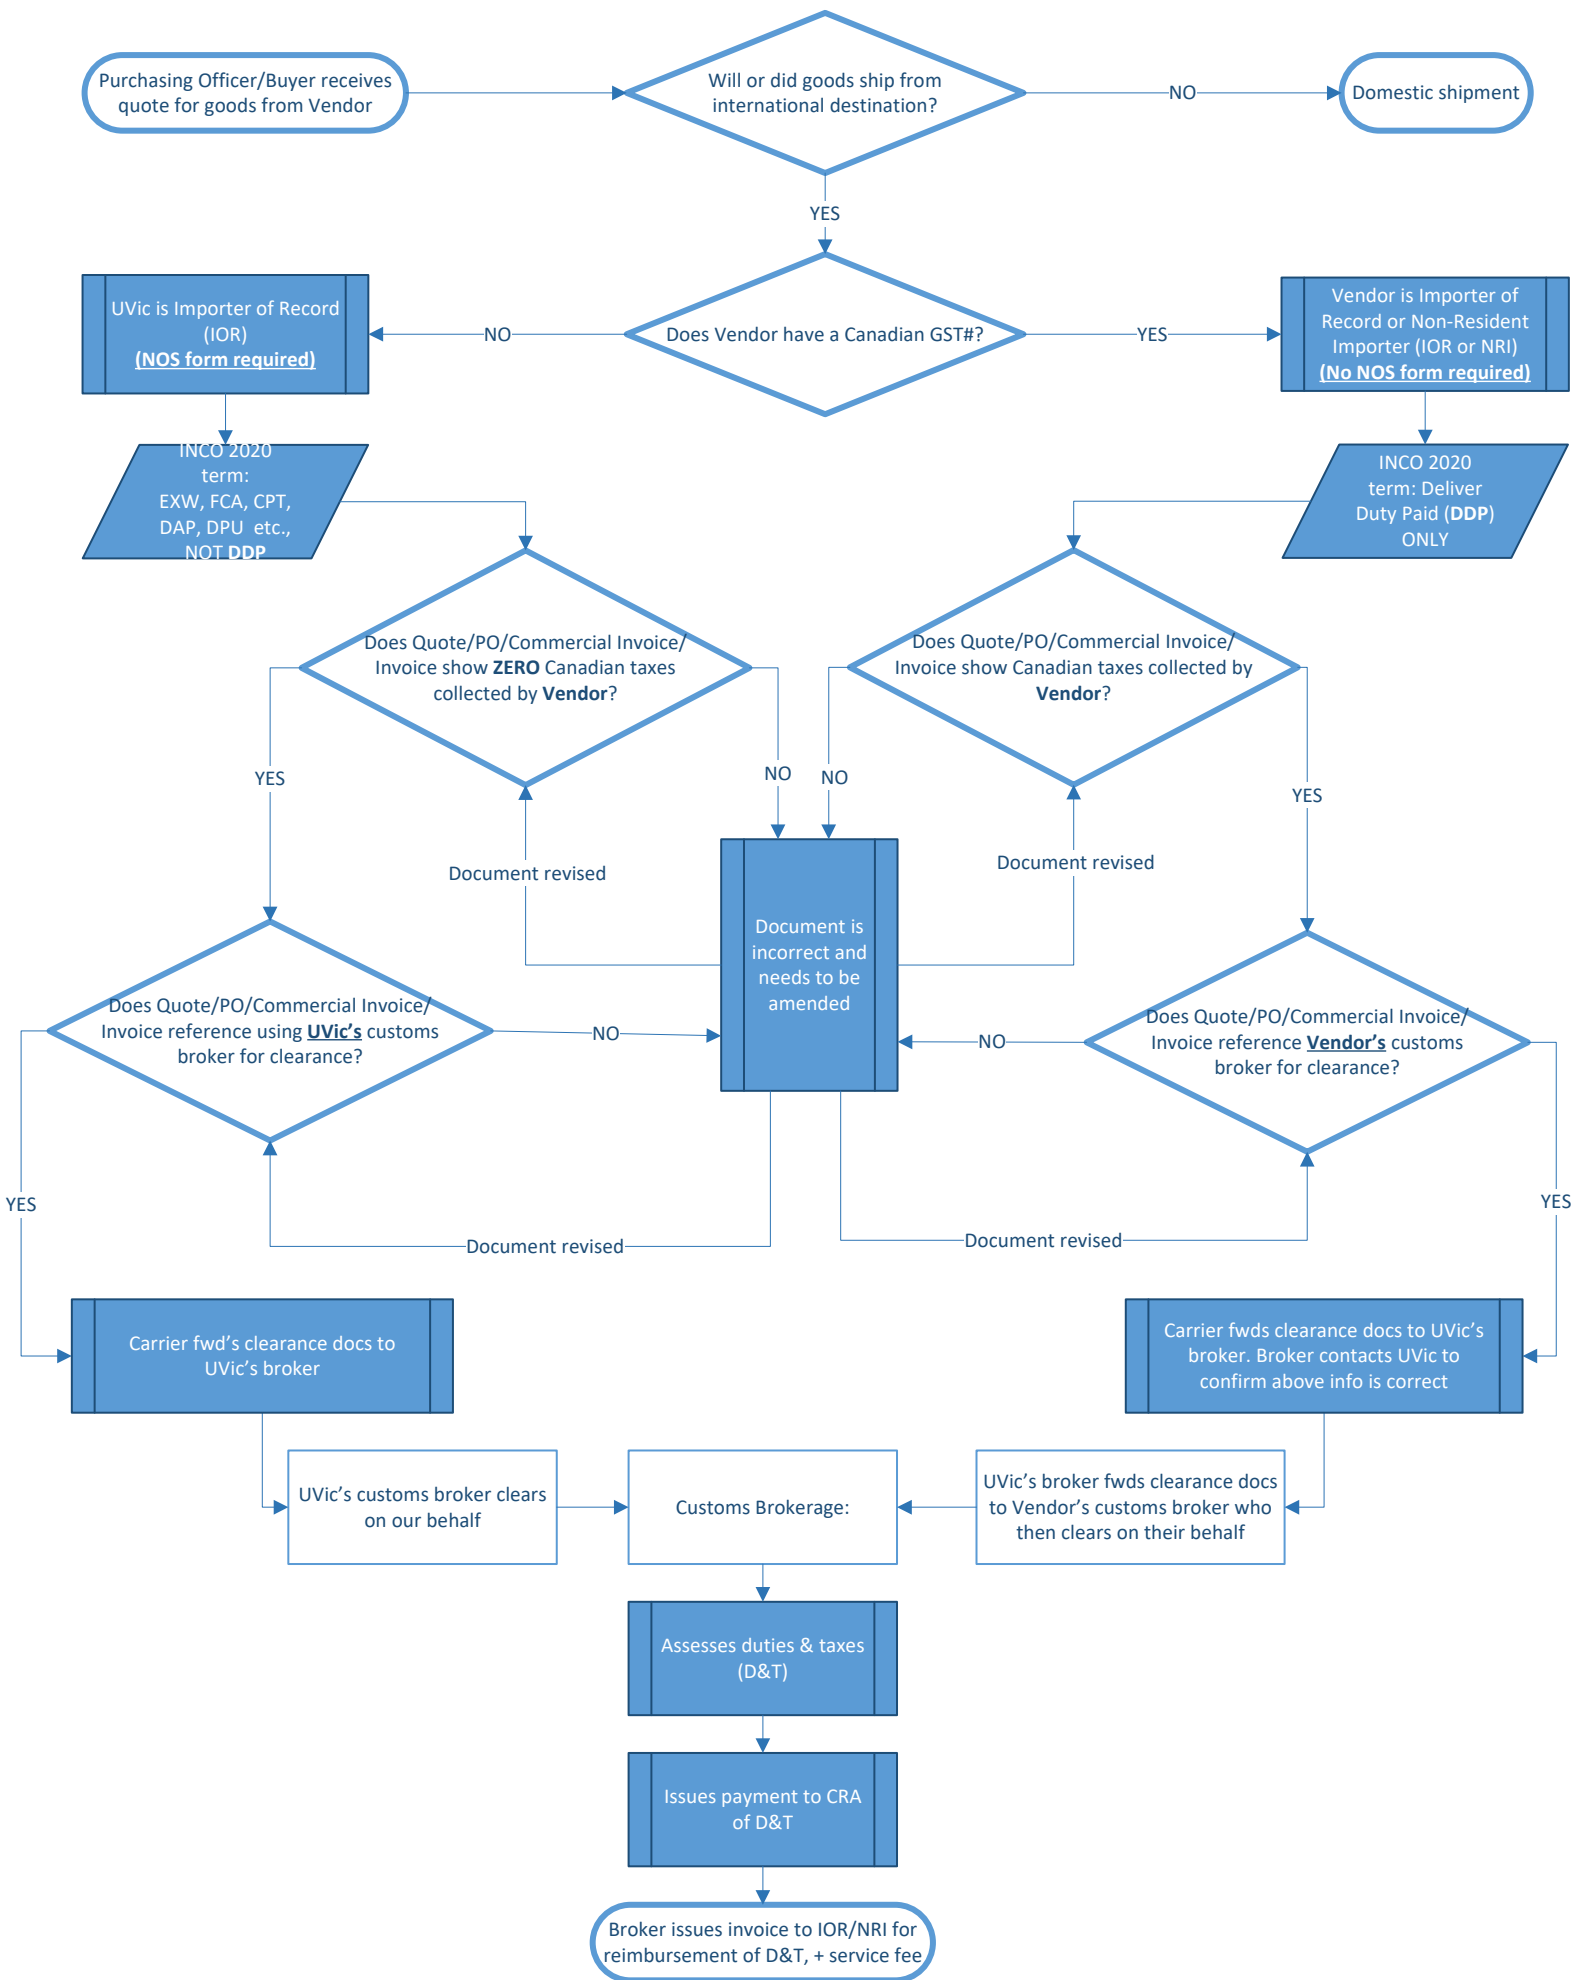 Purchasing Officer/Buyer receives
quote for goods from Vendor
Will or did goods ship from
international destination?
NO
Domestic shipment
YES
UVic is Importer of Record
(IOR)
(NOS form required)
NO
Does Vendor have a Canadian GST#?
YES
Vendor is Importer of
Record or Non-Resident
Importer (IOR or NRI)
(No NOS form required)
INCO 2020
term:
EXW, FCA, CPT,
DAP, DPU etc.,
NOT DDP
INCO 2020
term: Deliver
Duty Paid (DDP)
ONLY
Does Quote/PO/Commercial Invoice/
Invoice show ZERO Canadian taxes
collected by Vendor?
Does Quote/PO/Commercial Invoice/
Invoice show Canadian taxes collected by
Vendor?
YES
NO
NO
YES
Document revised
Document revised
Document is
incorrect and
needs to be
amended
Does Quote/PO/Commercial Invoice/
Invoice reference using UVic's customs
broker for clearance?
NO
NO
Does Quote/PO/Commercial Invoice/
Invoice reference Vendor's customs
broker for clearance?
YES
YES
Document revised
Document revised
Carrier fwd's clearance docs to
UVic's broker
Carrier fwds clearance docs to UVic's
broker. Broker contacts UVic to
confirm above info is correct
UVic's customs broker clears
on our behalf
Customs Brokerage:
UVic's broker fwds clearance docs
to Vendor's customs broker who
then clears on their behalf
Assesses duties & taxes
(D&T)
Issues payment to CRA
of D&T
Broker issues invoice to IOR/NRI for
reimbursement of D&T, + service fee